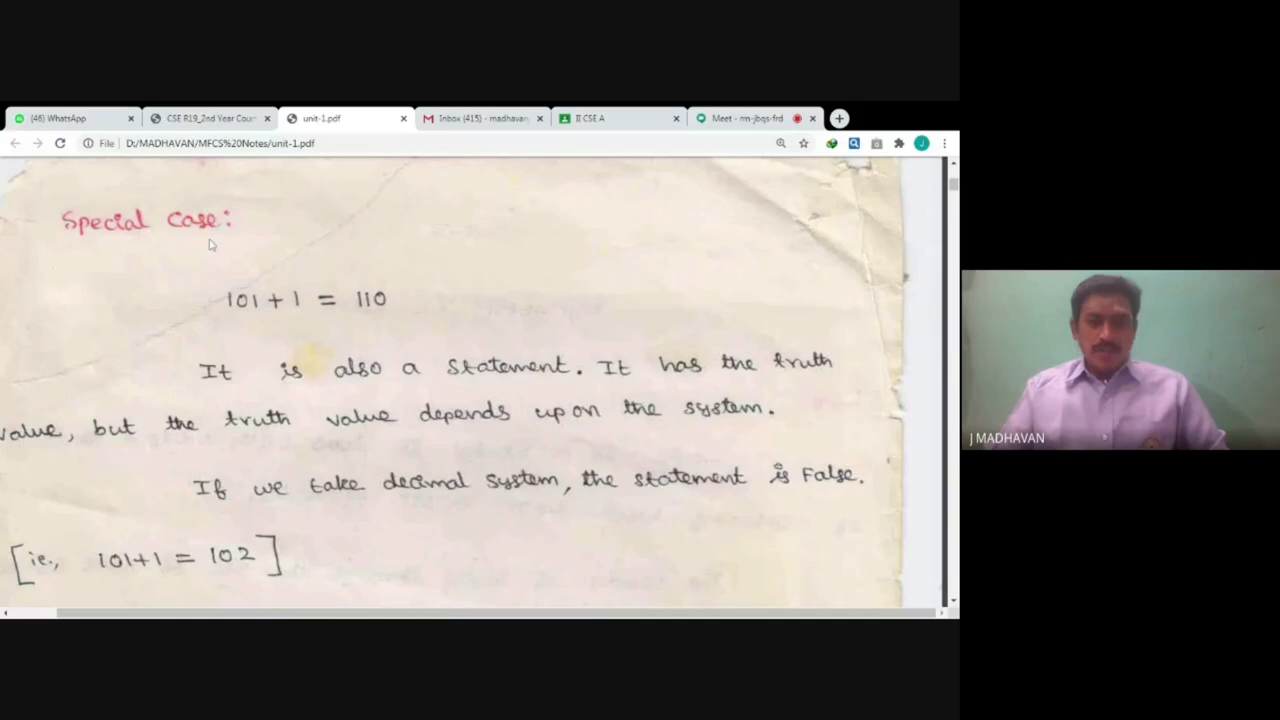 (46) WhatsApp
CSE R19_2nd Year Cour
unit-1.pdf
Inbox (415) - madhavan
II CSE A
Meet - rm-jbqs-frd
File | D:/MADHAVAN/MFCS%20Notes/unit-1.pdf
J
Special Case:
101 + 1 = 110
It is also a statement. It has the truth
value, but the truth value depends upon the system.
If we take decimal system, the statement is False.
[ie., 101+1 = 102]
J MADHAVAN